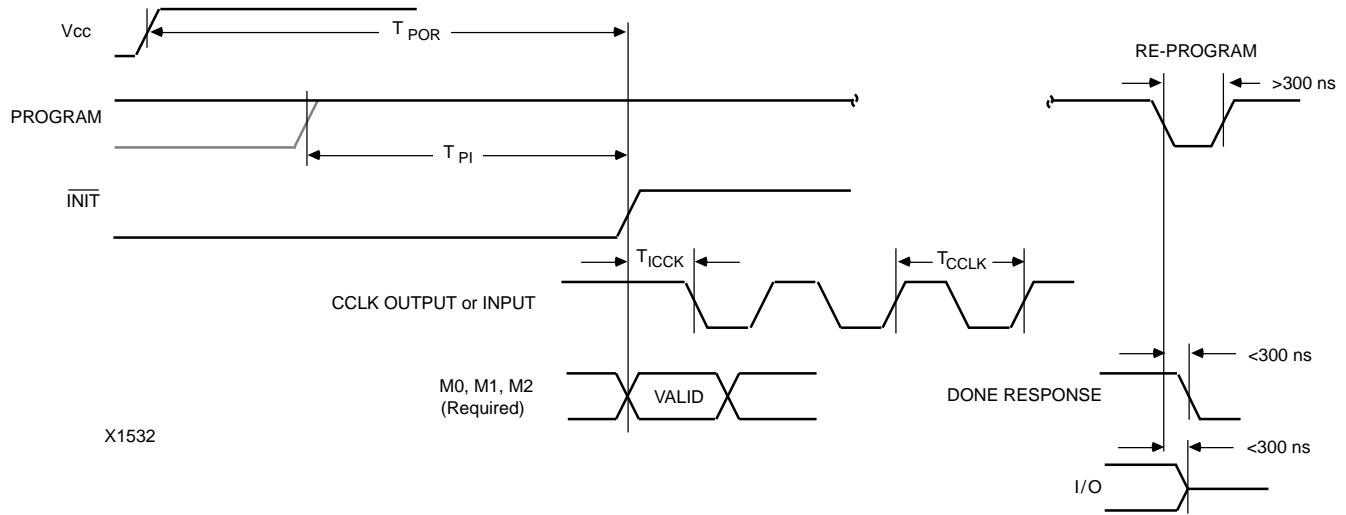 Vcc
T POR
RE-PROGRAM
>300 ns
PROGRAM
T PI
INIT
T ICCK
T CCLK
CCLK OUTPUT or INPUT
<300 ns
M0, M1, M2
(Required)
VALID
DONE RESPONSE
X1532
<300 ns
I/O